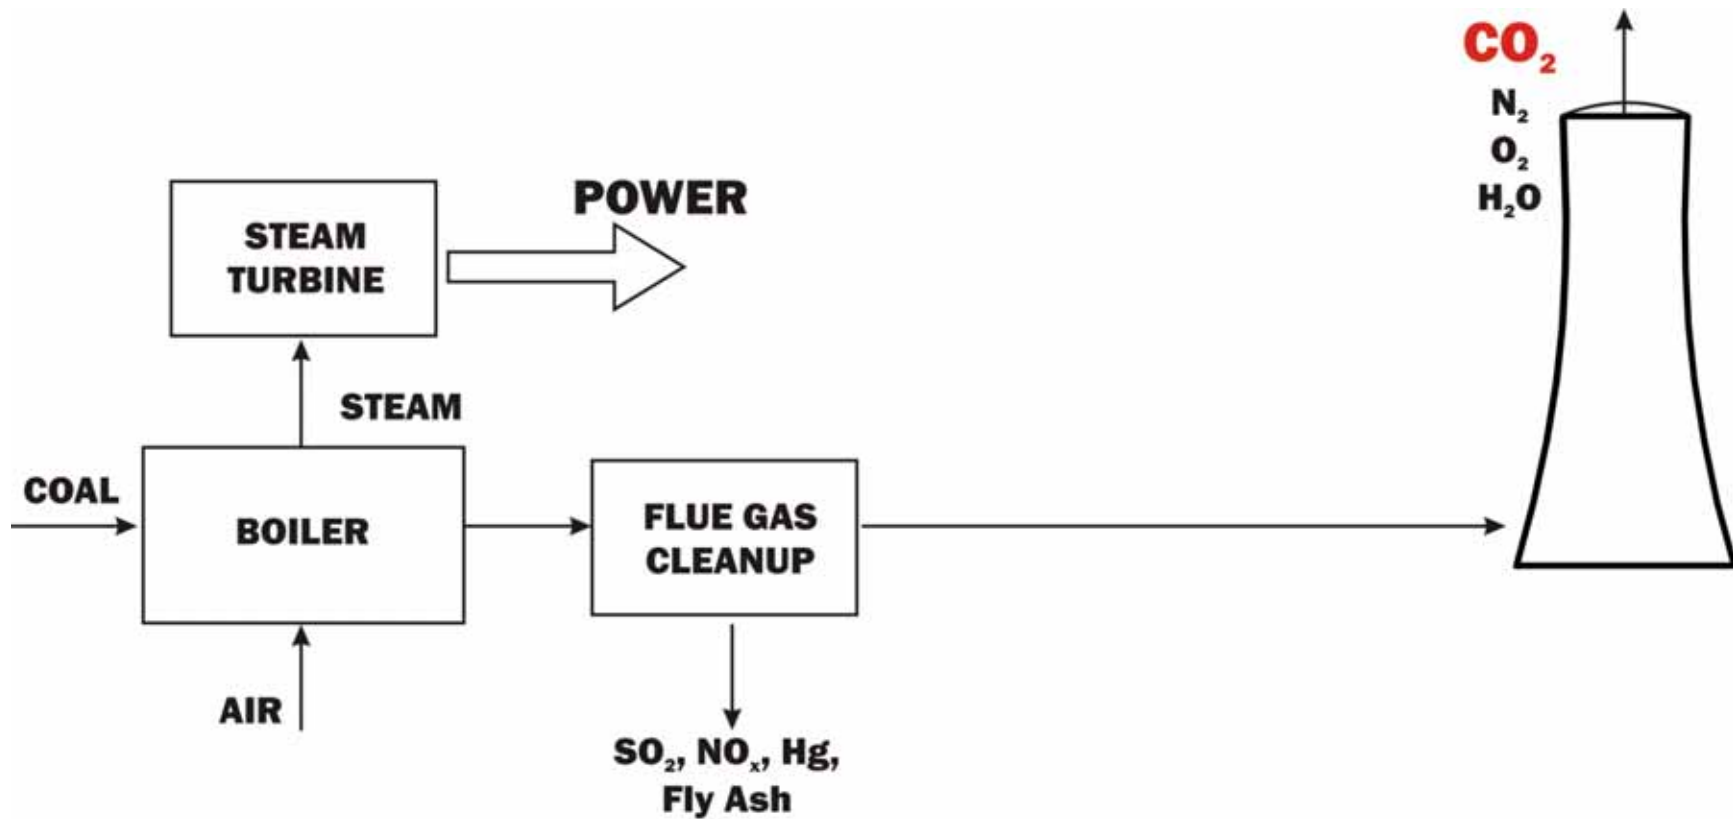 CO₂
N₂
O₂
H₂O
POWER
STEAM
TURBINE
STEAM
COAL
BOILER
FLUE GAS
CLEANUP
AIR
SO₂, NOₓ, Hg,
Fly Ash